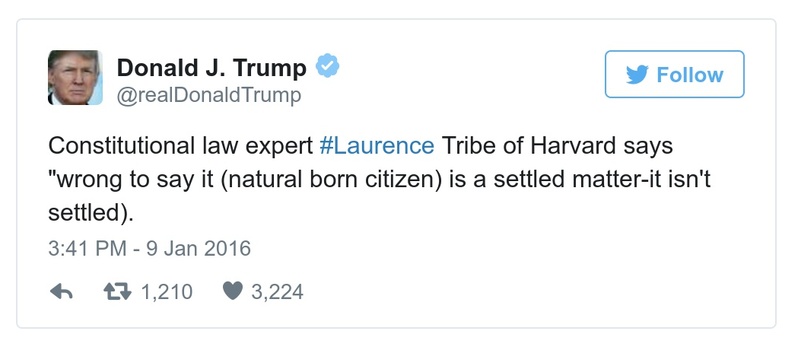 Donald J. Trump
@realDonaldTrump
Follow
Constitutional law expert #Laurence Tribe of Harvard says
"wrong to say it (natural born citizen) is a settled matter-it isn't
settled).
3:41 PM - 9 Jan 2016
1,210 3,224